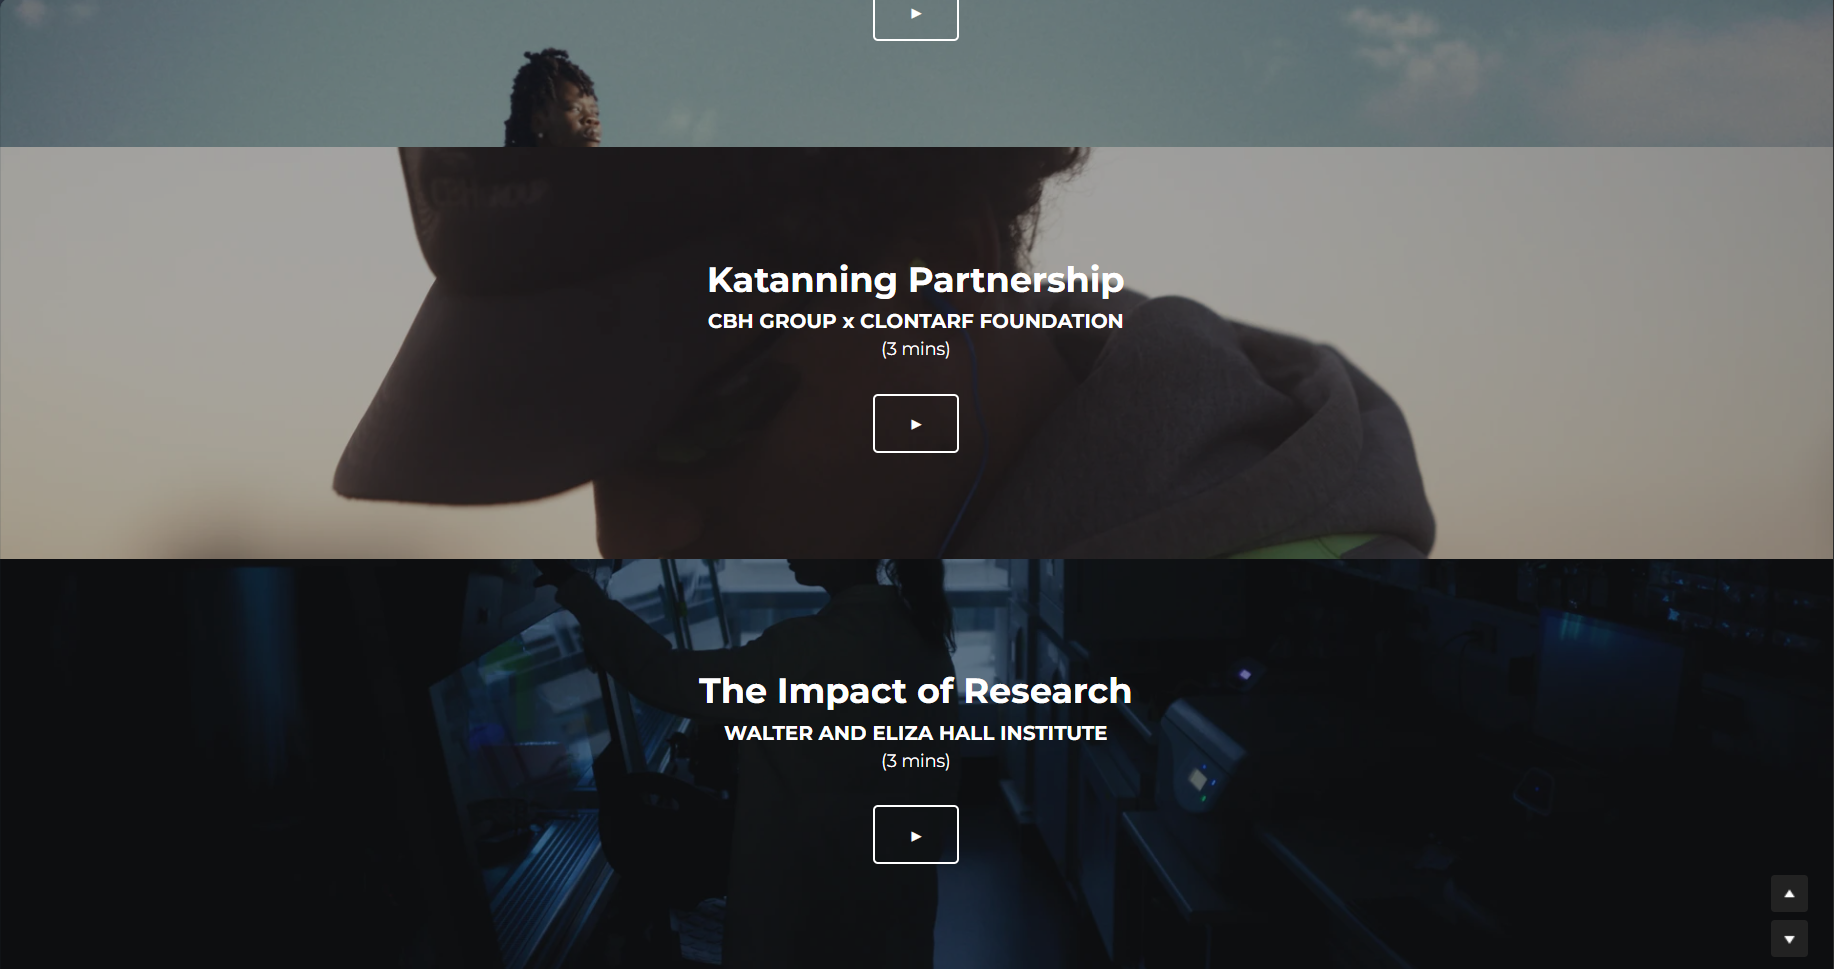 Katanning Partnership
CBH GROUP x CLONTARF FOUNDATION
(3 mins)
The Impact of Research
WALTER AND ELIZA HALL INSTITUTE
(3 mins)